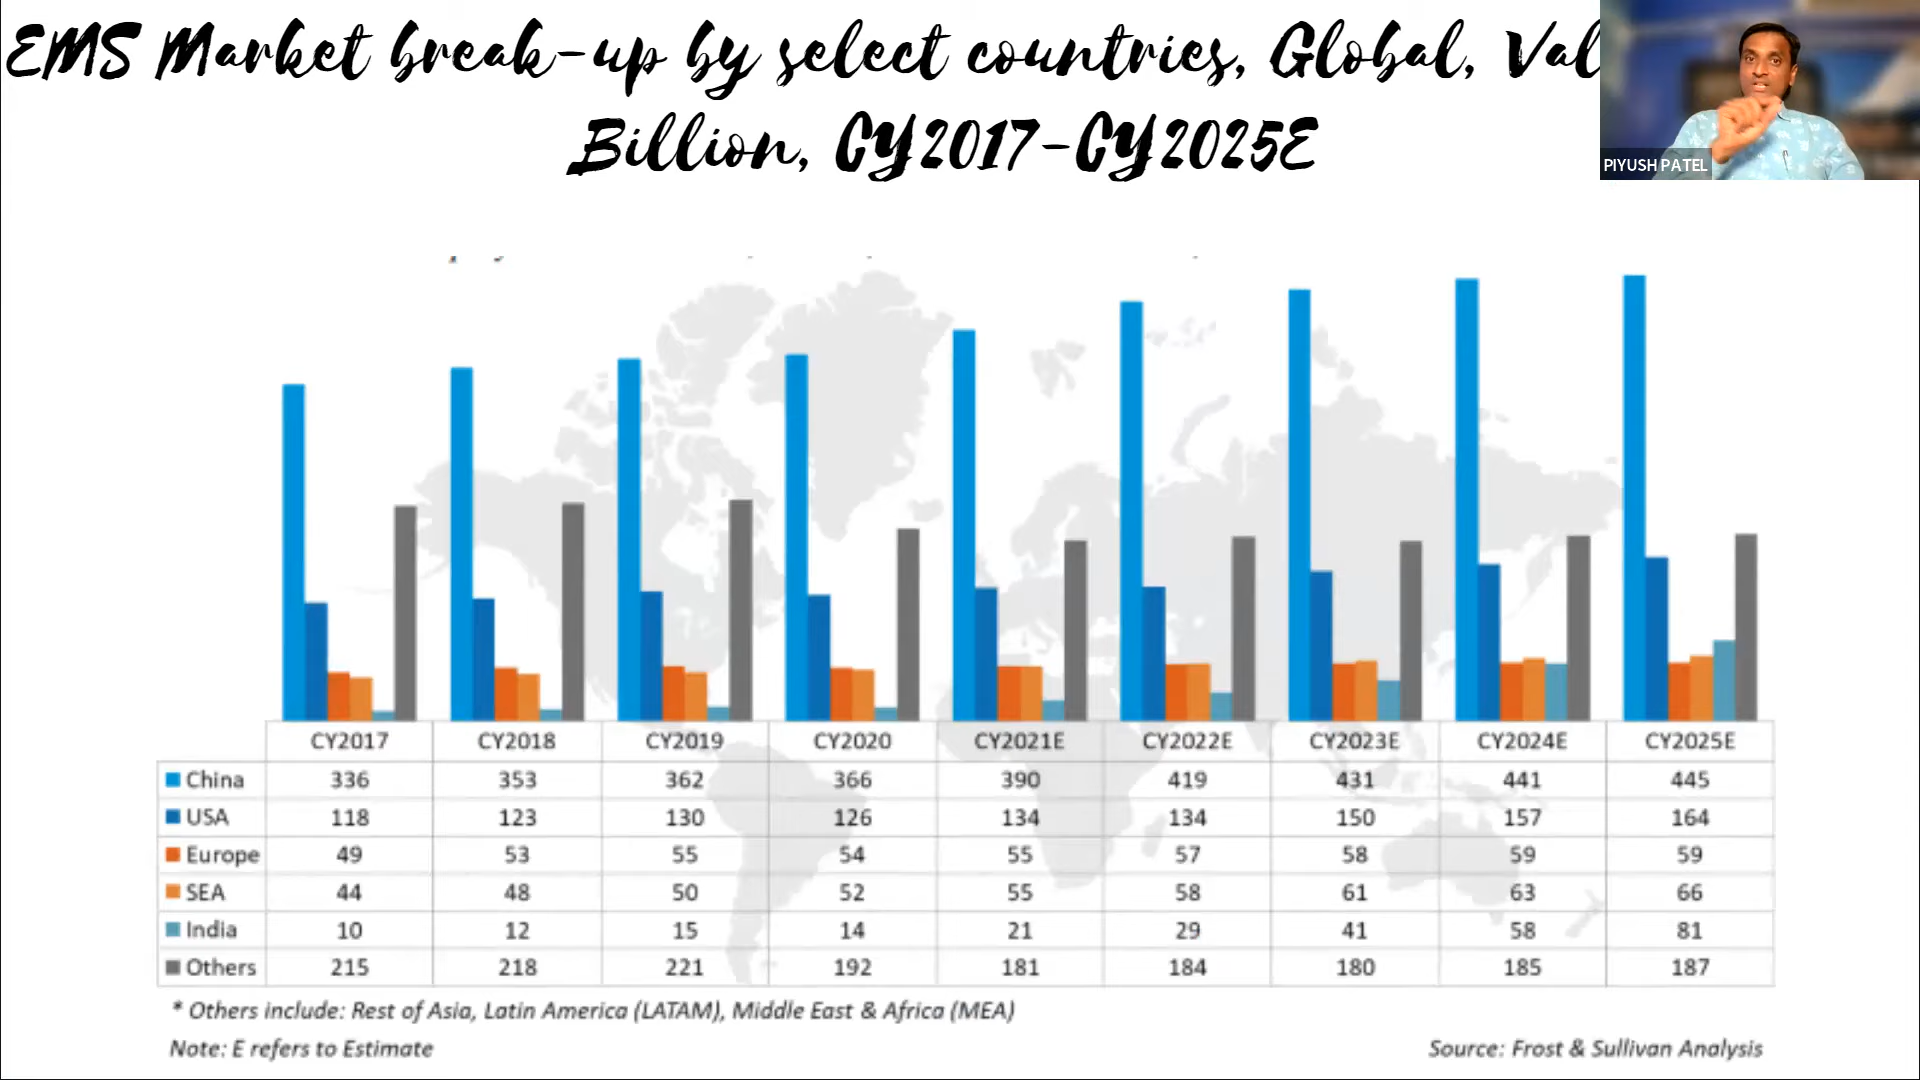 EMS Market break-up by select countries, Global, Val
Billion, CY2017-CY2025E
PIYUSH PATEL
CY2017 CY2018 CY2019 CY2020 CY2021E CY2022E CY2023E CY2024E CY2025E
China 336 353 362 366 390 419 431 441 445
USA 118 123 130 126 134 134 150 157 164
Europe 49 53 55 54 55 57 58 59 59
SEA 44 48 50 52 55 58 61 63 66
India 10 12 15 14 21 29 41 58 81
Others 215 218 221 192 181 184 180 185 187
* Others include: Rest of Asia, Latin America (LATAM), Middle East & Africa (MEA)
Note: E refers to Estimate
Source: Frost & Sullivan Analysis